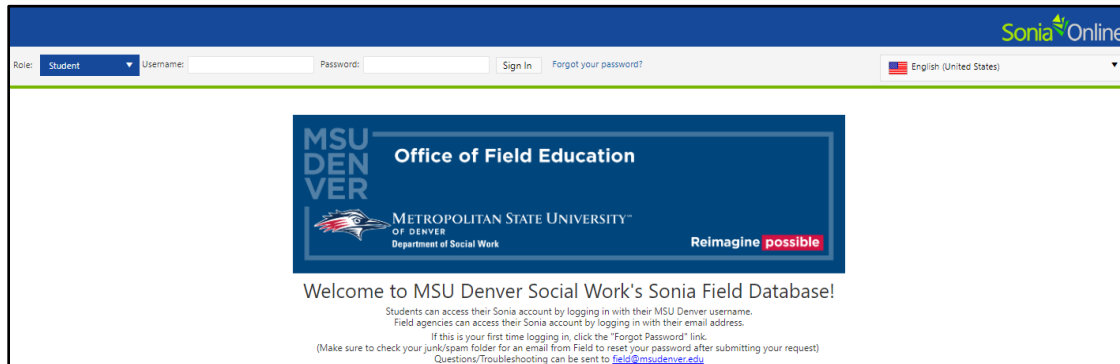 Sonia Online
Role: Student Username: Password: Sign In Forgot your password? English (United States)
MSU
DENVER
Office of Field Education
METROPOLITAN STATE UNIVERSITY™
OF DENVER
Department of Social Work
Reimagine possible
Welcome to MSU Denver Social Work's Sonia Field Database!
Students can access their Sonia account by logging in with their MSU Denver username.
Field agencies can access their Sonia account by logging in with their email address.
If this is your first time logging in, click the "Forgot Password" link.
(Make sure to check your junk/spam folder for an email from Field to reset your password after submitting your request)
Questions/Troubleshooting can be sent to field@msudenver.edu